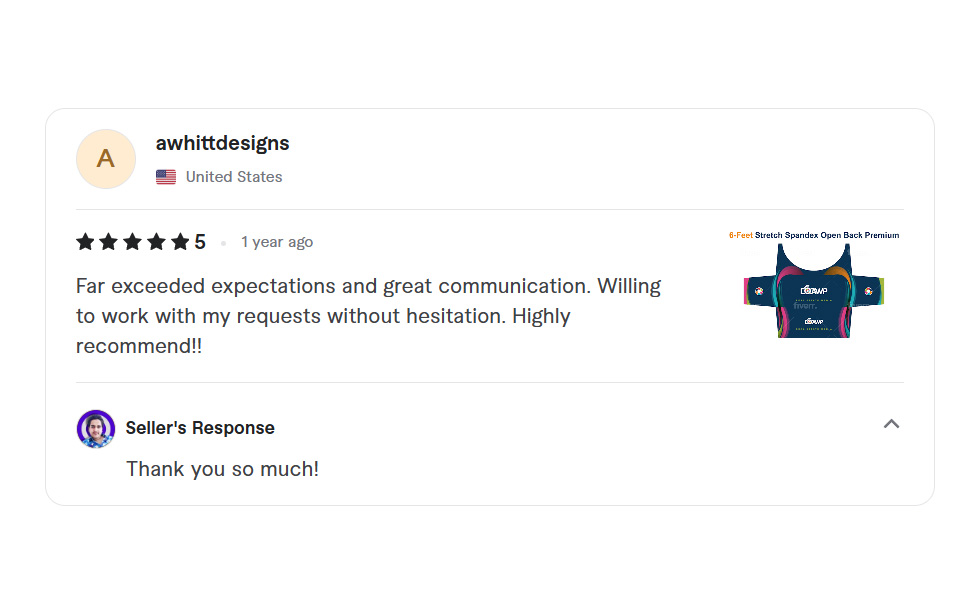 A
awhittdesigns
United States
5
1 year ago
Far exceeded expectations and great communication. Willing
to work with my requests without hesitation. Highly
recommend!!
6-Feet Stretch Spandex Open Back Premium
fiverr.
Seller's Response
Thank you so much!